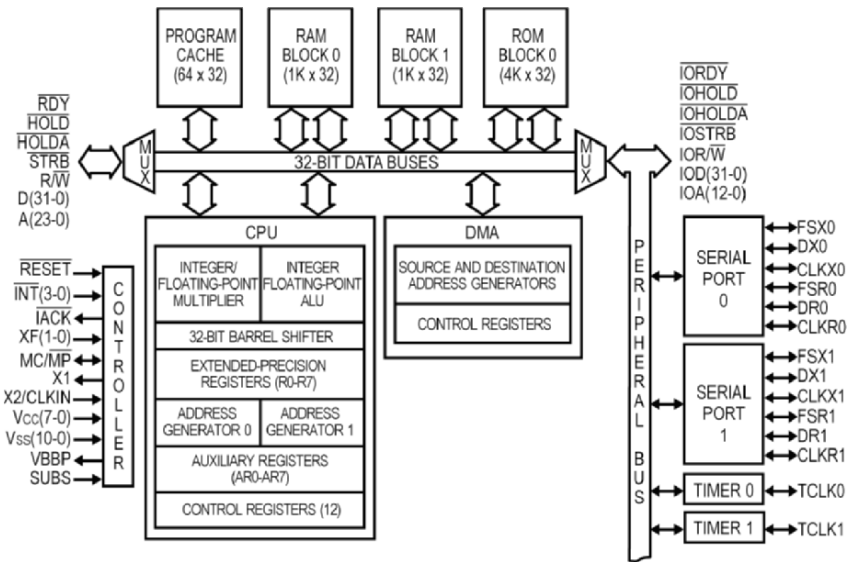 PROGRAM
CACHE
(64 x 32)
RAM
BLOCK 0
(1K x 32)
RAM
BLOCK 1
(1K x 32)
ROM
BLOCK 0
(4K x 32)
RDY
HOLD
HOLDA
STRB
R/W
D(31-0)
A(23-0)
MUX
32-BIT DATA BUSES
MUX
IORDY
IOHOLD
IOHOLDA
IOSTRB
IOR/W
IOD(31-0)
IOA(12-0)
RESET
INT(3-0)
IACK
XF(1-0)
MC/MP
X1
X2/CLKIN
VCC(7-0)
VSS(10-0)
VBBP
SUBS
CONTROLLER
CPU
INTEGER/
FLOATING-POINT
MULTIPLIER
INTEGER
FLOATING-POINT
ALU
32-BIT BARREL SHIFTER
EXTENDED-PRECISION
REGISTERS (R0-R7)
ADDRESS
GENERATOR 0
ADDRESS
GENERATOR 1
AUXILIARY REGISTERS
(AR0-AR7)
CONTROL REGISTERS (12)
DMA
SOURCE AND DESTINATION
ADDRESS GENERATORS
CONTROL REGISTERS
PERIPHERAL BUS
SERIAL
PORT
0
FSX0
DX0
CLKX0
FSR0
DR0
CLKR0
SERIAL
PORT
1
FSX1
DX1
CLKX1
FSR1
DR1
CLKR1
TIMER 0
TCLK0
TIMER 1
TCLK1